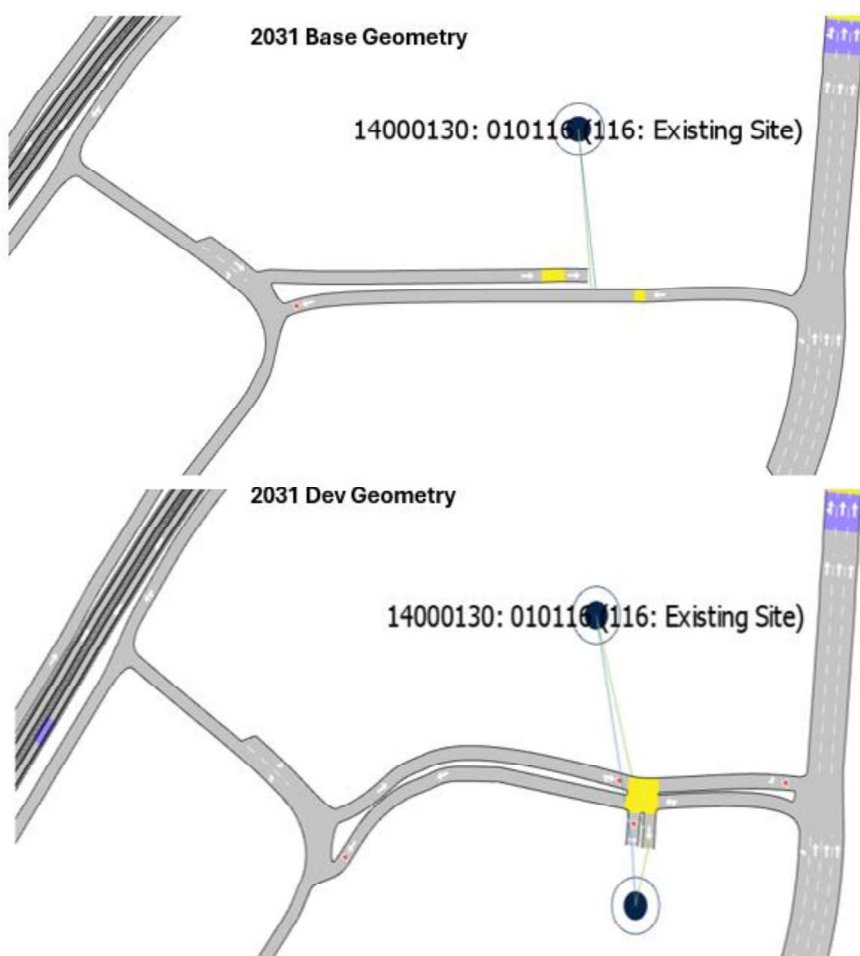 2031 Base Geometry
14000130: 010116 (116: Existing Site)
2031 Dev Geometry
14000130: 010116 (116: Existing Site)